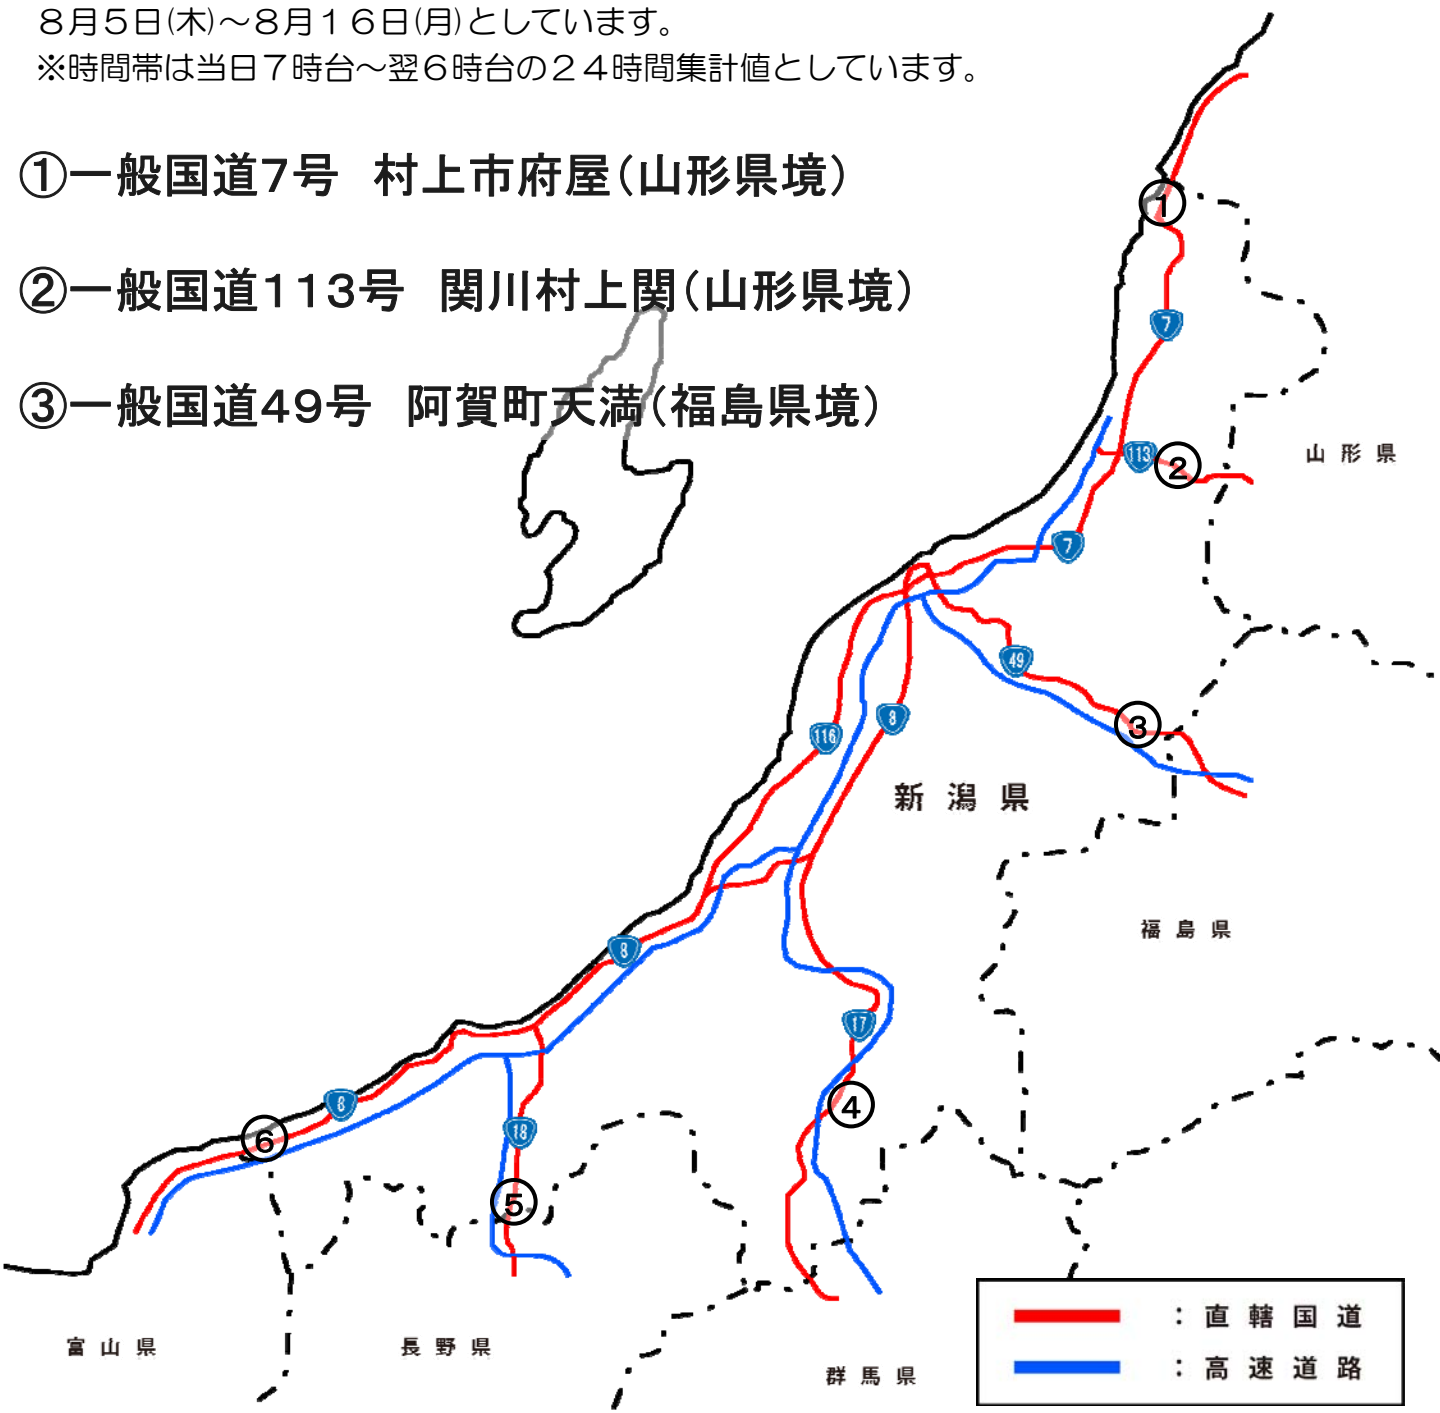 ８月５日(木)～８月１６日(月)としています。
※時間帯は当日７時台～翌６時台の２４時間集計値としています。
①一般国道７号　村上市府屋（山形県境）
②一般国道１１３号　関川村上関（山形県境）
③一般国道４９号　阿賀町天満（福島県境）
①
7
113
②
山形県
7
49
③
8
116
新潟県
福島県
8
17
④
8
⑥
18
⑤
富山県
長野県
群馬県
：直轄国道
：高速道路